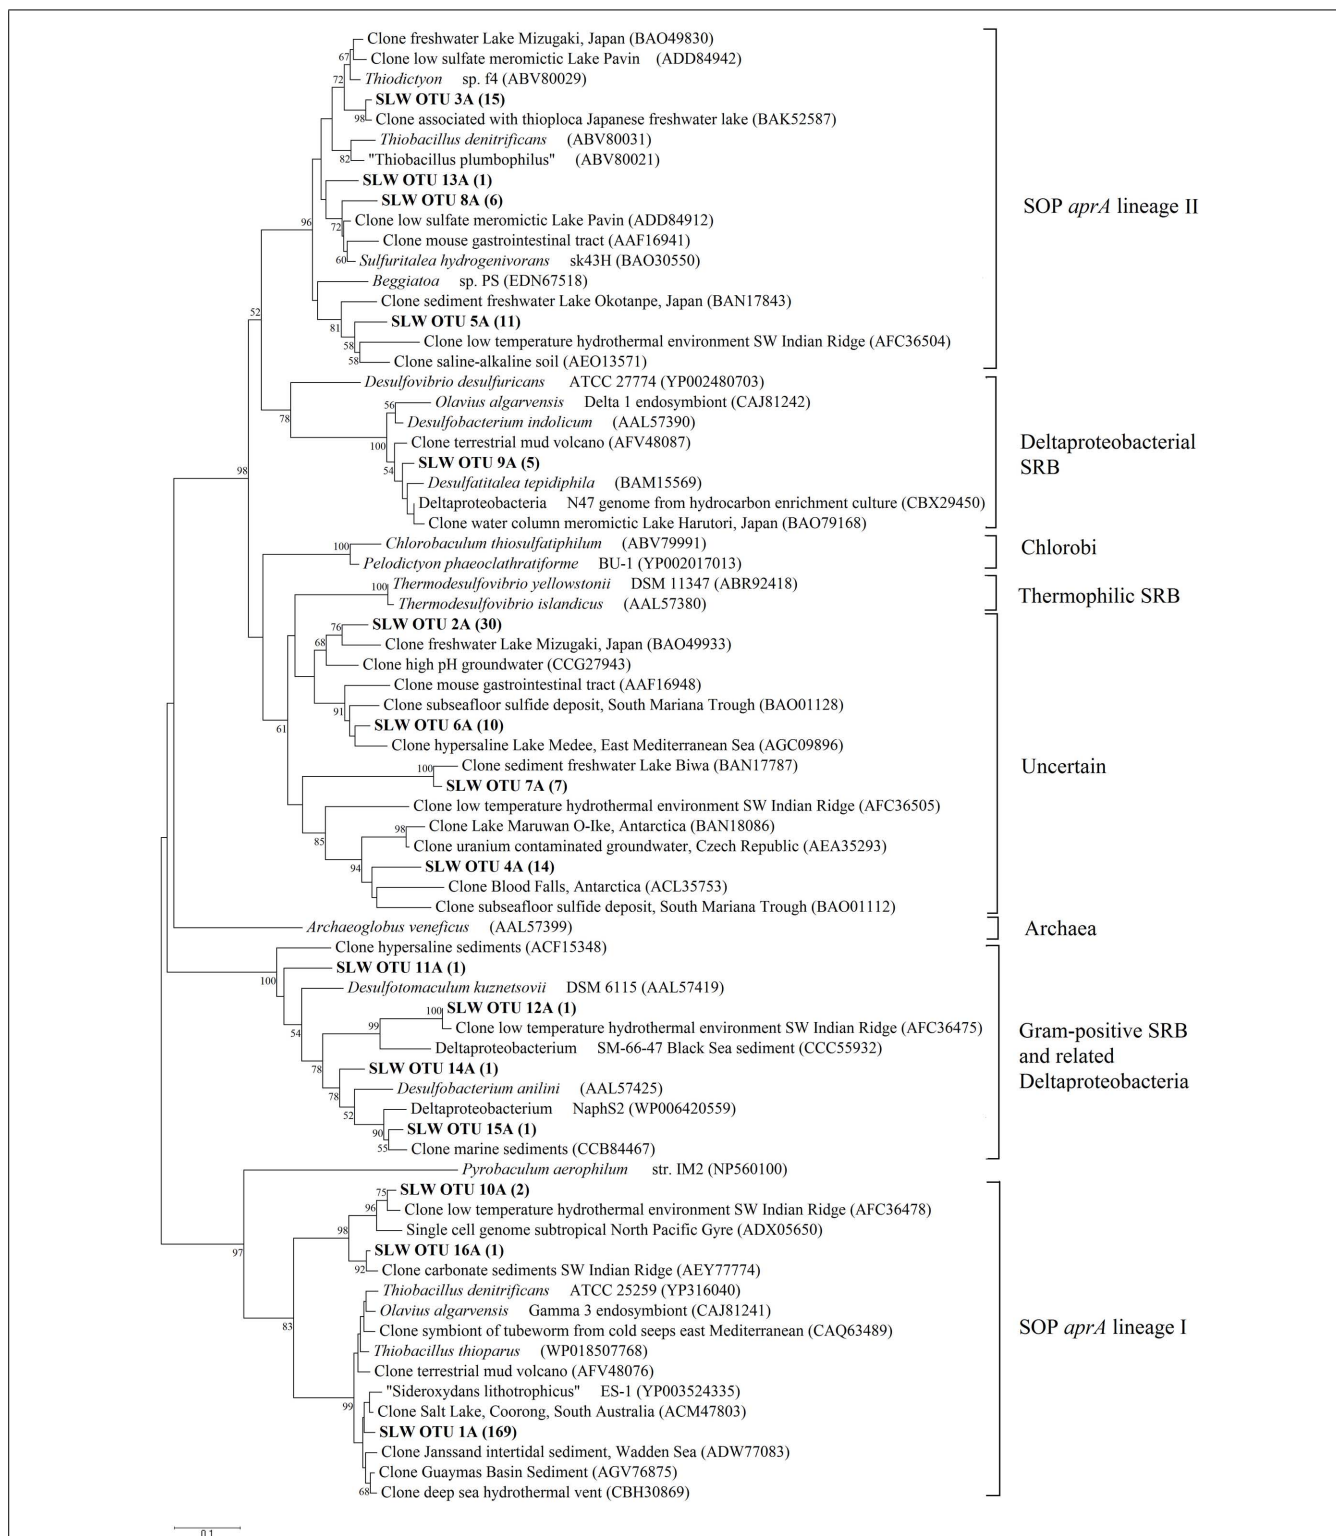 Clone freshwater Lake Mizugaki, Japan (BAO49830)
67
Clone low sulfate meromictic Lake Pavin (ADD84942)
72
Thiodictyon sp. f4 (ABV80029)
SLW OTU 3A (15)
98
Clone associated with thioploca Japanese freshwater lake (BAK52587)
Thiobacillus denitrificans (ABV80031)
82
"Thiobacillus plumbophilus" (ABV80021)
SLW OTU 13A (1)
SLW OTU 8A (6)
SOP aprA lineage II
96
72
Clone low sulfate meromictic Lake Pavin (ADD84912)
Clone mouse gastrointestinal tract (AAF16941)
60
Sulfuritalea hydrogenivorans sk43H (BAO30550)
Beggiatoa sp. PS (EDN67518)
Clone sediment freshwater Lake Okotanpe, Japan (BAN17843)
52
81
SLW OTU 5A (11)
58
Clone low temperature hydrothermal environment SW Indian Ridge (AFC36504)
58
Clone saline-alkaline soil (AEO13571)
Desulfovibrio desulfuricans ATCC 27774 (YP002480703)
56
Olavius algarvensis Delta 1 endosymbiont (CAJ81242)
78
Desulfobacterium indolicum (AAL57390)
100
Clone terrestrial mud volcano (AFV48087)
Deltaproteobacterial
SRB
98
54
SLW OTU 9A (5)
Desulfatitalea tepidiphila (BAM15569)
Deltaproteobacteria N47 genome from hydrocarbon enrichment culture (CBX29450)
Clone water column meromictic Lake Harutori, Japan (BAO79168)
100
Chlorobaculum thiosulfatiphilum (ABV79991)
Chlorobi
Pelodictyon phaeoclathratiforme BU-1 (YP002017013)
100
Thermodesulfovibrio yellowstonii DSM 11347 (ABR92418)
Thermophilic SRB
Thermodesulfovibrio islandicus (AAL57380)
76
SLW OTU 2A (30)
68
Clone freshwater Lake Mizugaki, Japan (BAO49933)
Clone high pH groundwater (CCG27943)
Clone mouse gastrointestinal tract (AAF16948)
91
Clone subseafloor sulfide deposit, South Mariana Trough (BAO01128)
61
SLW OTU 6A (10)
Clone hypersaline Lake Medee, East Mediterranean Sea (AGC09896)
100
Clone sediment freshwater Lake Biwa (BAN17787)
Uncertain
SLW OTU 7A (7)
Clone low temperature hydrothermal environment SW Indian Ridge (AFC36505)
98
Clone Lake Maruwan O-Ike, Antarctica (BAN18086)
85
Clone uranium contaminated groundwater, Czech Republic (AEA35293)
94
SLW OTU 4A (14)
Clone Blood Falls, Antarctica (ACL35753)
Clone subseafloor sulfide deposit, South Mariana Trough (BAO01112)
Archaeoglobus veneficus (AAL57399)
Archaea
Clone hypersaline sediments (ACF15348)
SLW OTU 11A (1)
100
Desulfotomaculum kuznetsovii DSM 6115 (AAL57419)
100
SLW OTU 12A (1)
99
54
Clone low temperature hydrothermal environment SW Indian Ridge (AFC36475)
Deltaproteobacterium SM-66-47 Black Sea sediment (CCC55932)
Gram-positive SRB
and related
Deltaproteobacteria
78
SLW OTU 14A (1)
78
Desulfobacterium anilini (AAL57425)
52
Deltaproteobacterium NaphS2 (WP006420559)
90
SLW OTU 15A (1)
55
Clone marine sediments (CCB84467)
Pyrobaculum aerophilum str. IM2 (NP560100)
75
SLW OTU 10A (2)
96
Clone low temperature hydrothermal environment SW Indian Ridge (AFC36478)
98
Single cell genome subtropical North Pacific Gyre (ADX05650)
97
SLW OTU 16A (1)
92
Clone carbonate sediments SW Indian Ridge (AEY77774)
Thiobacillus denitrificans ATCC 25259 (YP316040)
Olavius algarvensis Gamma 3 endosymbiont (CAJ81241)
83
Clone symbiont of tubeworm from cold seeps east Mediterranean (CAQ63489)
SOP aprA lineage I
Thiobacillus thioparus (WP018507768)
Clone terrestrial mud volcano (AFV48076)
"Sideroxydans lithotrophicus" ES-1 (YP003524335)
99
Clone Salt Lake, Coorong, South Australia (ACM47803)
SLW OTU 1A (169)
Clone Janssand intertidal sediment, Wadden Sea (ADW77083)
Clone Guaymas Basin Sediment (AGV76875)
68
Clone deep sea hydrothermal vent (CBH30869)
0.1